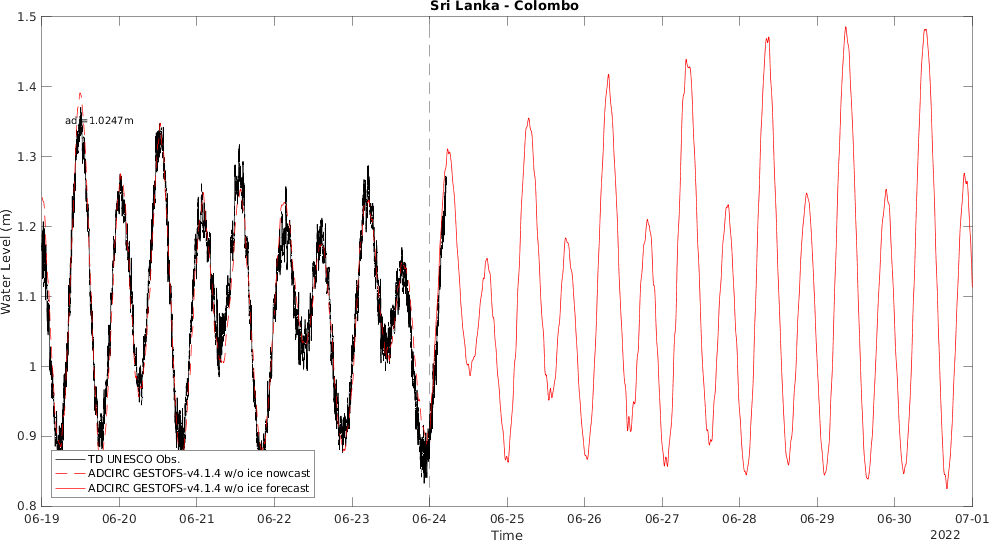 Sri Lanka - Colombo
1.5
1.4
1.3
1.2
1.1
1
0.9
0.8
Water Level (m)
=1.0247m
TD UNESCO Obs.
ADCIRC GESTOFS-v4.1.4 w/o ice nowcast
ADCIRC GESTOFS-v4.1.4 w/o ice forecast
06-19 06-20 06-21 06-22 06-23 06-24 06-25 06-26 06-27 06-28 06-29 06-30 07-01
Time
2022